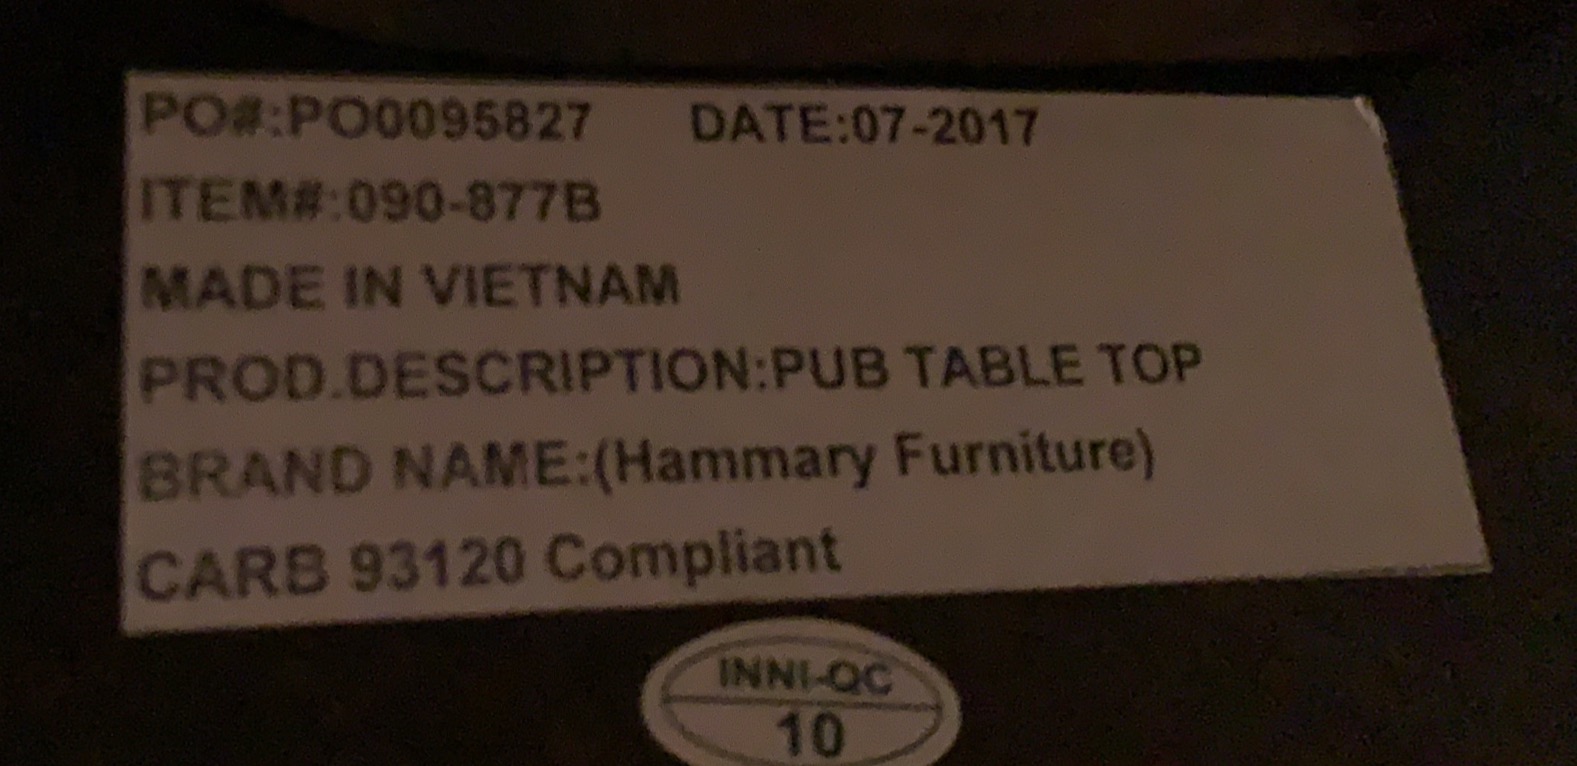 PO#:PO0095827 DATE:07-2017
ITEM#:090-877B
MADE IN VIETNAM
PROD.DESCRIPTION:PUB TABLE TOP
BRAND NAME:(Hammary Furniture)
CARB 93120 Compliant
INNI-QC
10